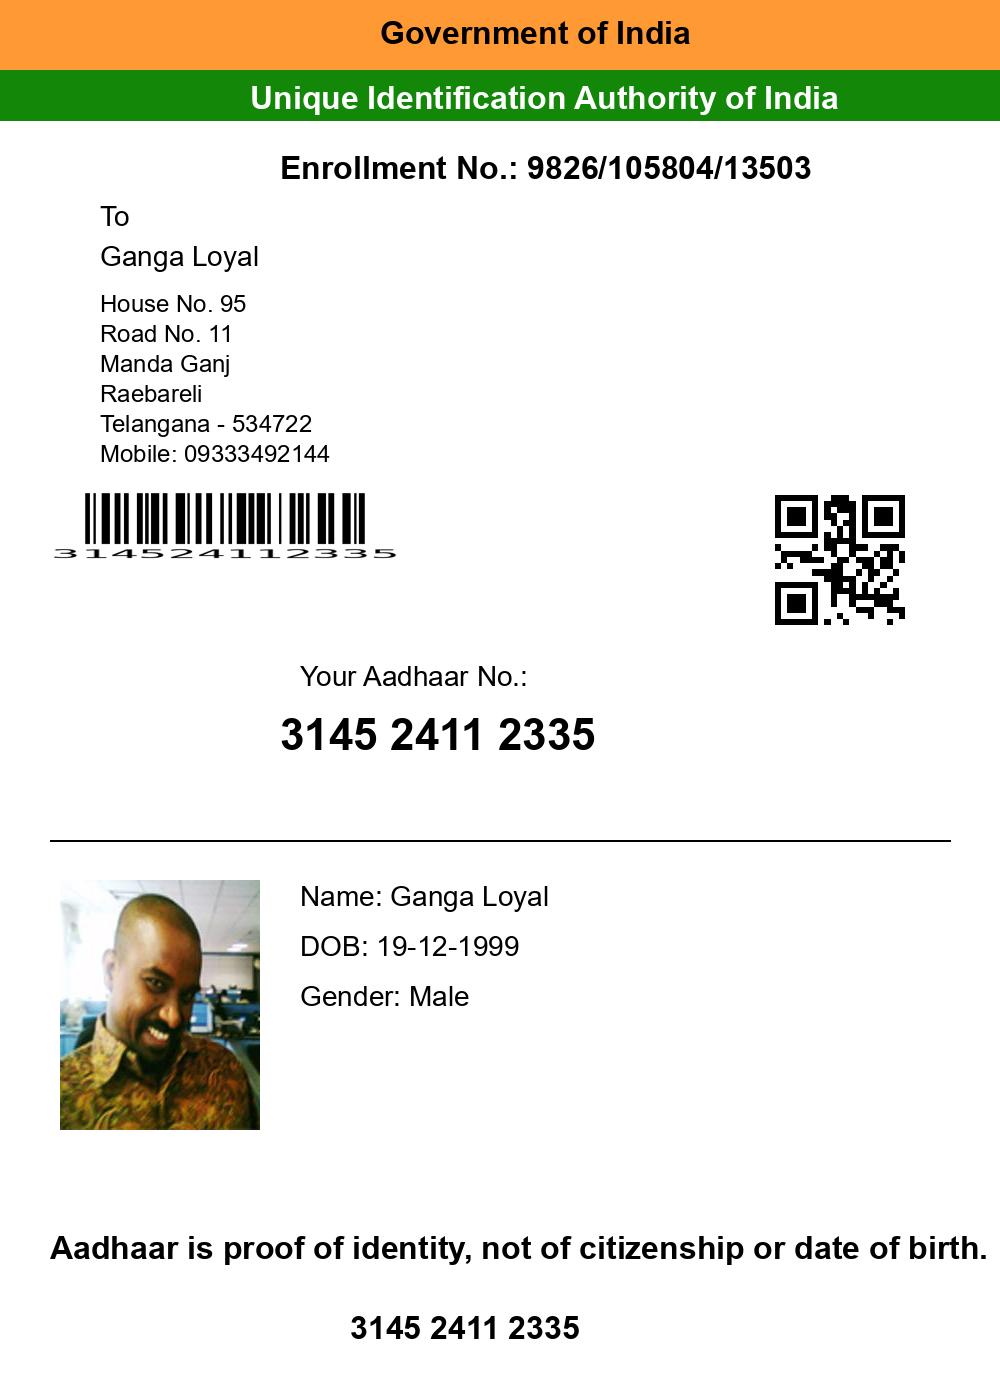 Government of India
Unique Identification Authority of India
Enrollment No.: 9826/105804/13503
To
Ganga Loyal
House No. 95
Road No. 11
Manda Ganj
Raebareli
Telangana - 534722
Mobile: 09333492144
314524112335
Your Aadhaar No.:
3145 2411 2335
Name: Ganga Loyal
DOB: 19-12-1999
Gender: Male
Aadhaar is proof of identity, not of citizenship or date of birth.
3145 2411 2335